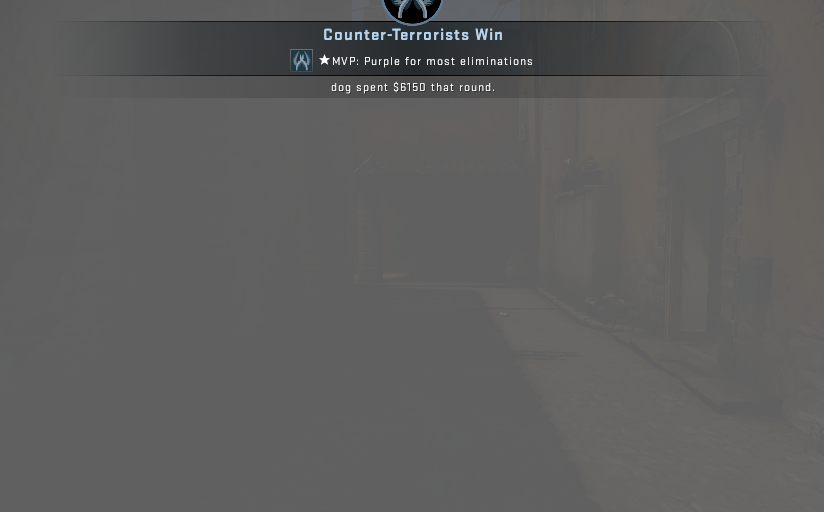 Counter-Terrorists Win
★MVP: Purple for most eliminations
dog spent $6150 that round.